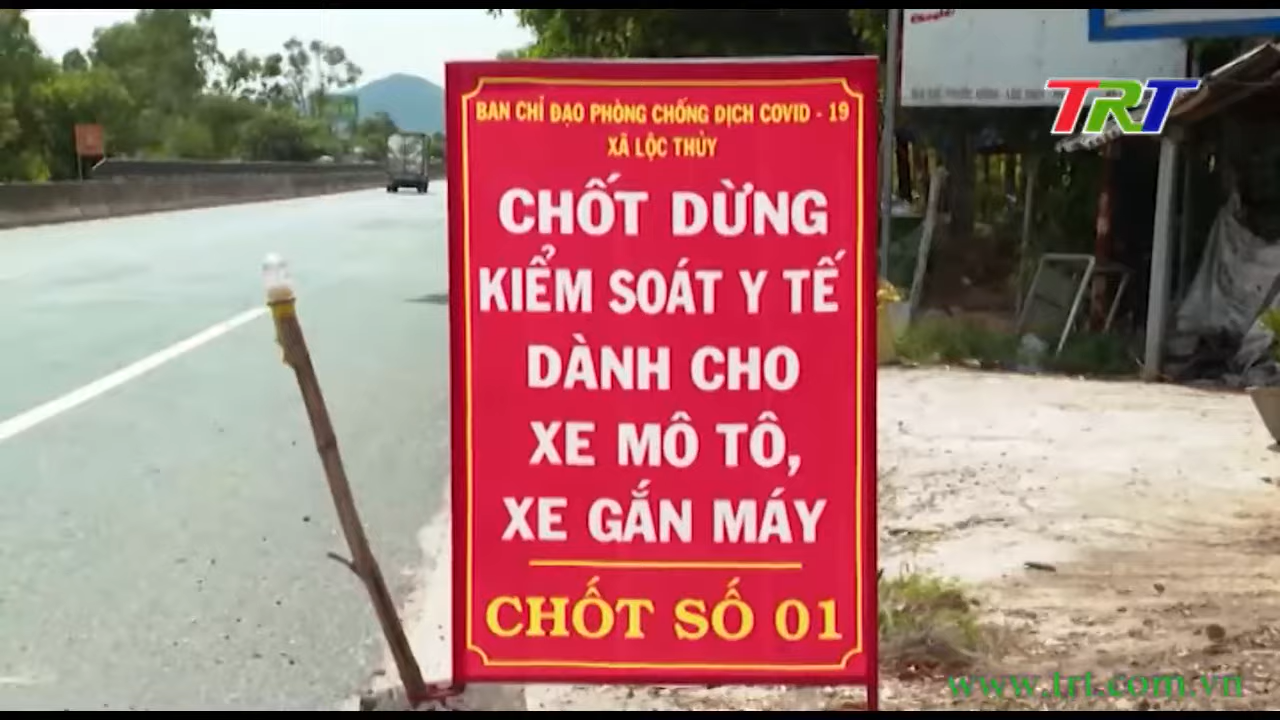 BAN CHỈ ĐẠO PHÒNG CHỐNG DỊCH COVID - 19
XÃ LỘC THỦY
CHỐT DỪNG
KIỂM SOÁT Y TẾ
DÀNH CHO
XE MÔ TÔ,
XE GẮN MÁY
CHỐT SỐ 01
TRT
www.trt.com.vn